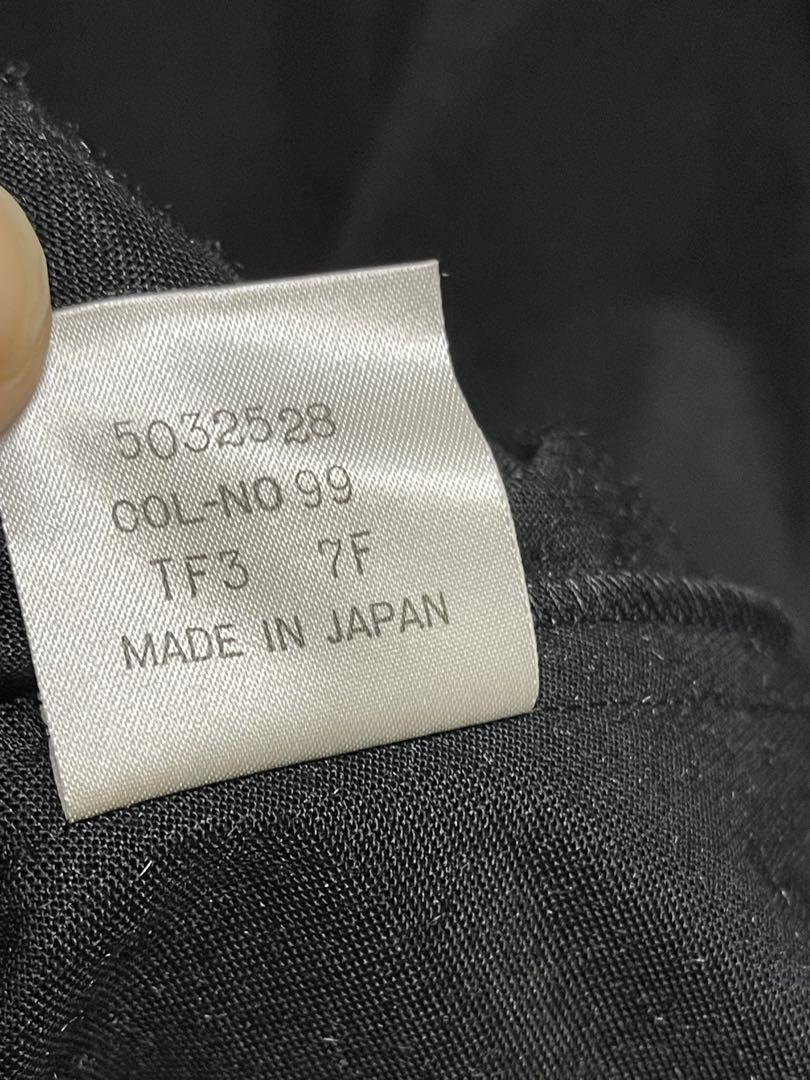 5032528
COL-NO 99
TF3 7F
MADE IN JAPAN